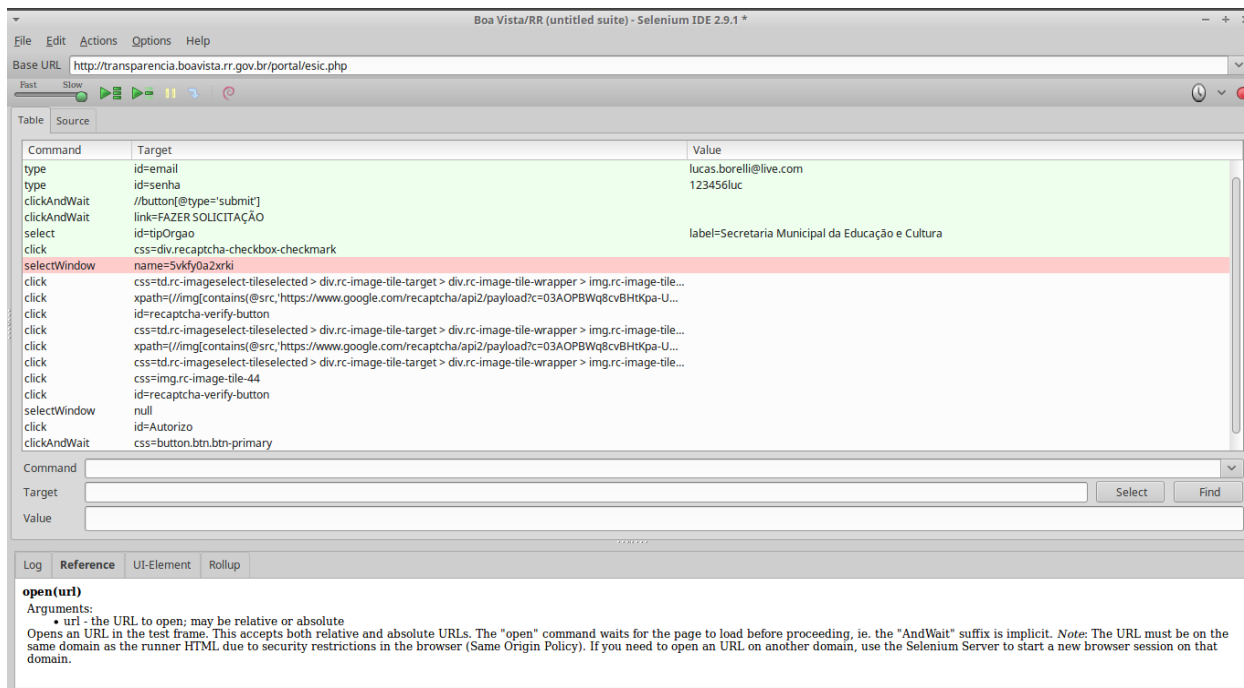 Boa Vista/RR (untitled suite) - Selenium IDE 2.9.1 *
File Edit Actions Options Help
Base URL http://transparencia.boavista.rr.gov.br/portal/esic.php
Fast Slow
Table Source
Command Target Value
type id=email lucas.borelli@live.com
type id=senha 123456luc
clickAndWait //button[@type='submit']
clickAndWait link=FAZER SOLICITAÇÃO
select id=tipOrgao label=Secretaria Municipal da Educação e Cultura
click css=div.recaptcha-checkbox-checkmark
selectWindow name=5vkfy0a2xrki
click css=td.rc-imageselect-tileselected > div.rc-image-tile-target > div.rc-image-tile-wrapper > img.rc-image-tile...
click xpath=(//img[contains(@src,'https://www.google.com/recaptcha/api2/payload?c=03AOPBWq8cvBHtKpa-U...
click id=recaptcha-verify-button
click css=td.rc-imageselect-tileselected > div.rc-image-tile-target > div.rc-image-tile-wrapper > img.rc-image-tile...
click xpath=(//img[contains(@src,'https://www.google.com/recaptcha/api2/payload?c=03AOPBWq8cvBHtKpa-U...
click css=td.rc-imageselect-tileselected > div.rc-image-tile-target > div.rc-image-tile-wrapper > img.rc-image-tile...
click css=img.rc-image-tile-44
click id=recaptcha-verify-button
selectWindow null
click id=Autorizo
clickAndWait css=button.btn.btn-primary
Command
Target Select Find
Value
Log Reference UI-Element Rollup
open(url)
Arguments:
• url - the URL to open; may be relative or absolute
Opens an URL in the test frame. This accepts both relative and absolute URLs. The "open" command waits for the page to load before proceeding, ie. the "AndWait" suffix is implicit. Note: The URL must be on the
same domain as the runner HTML due to security restrictions in the browser (Same Origin Policy). If you need to open an URL on another domain, use the Selenium Server to start a new browser session on that
domain.